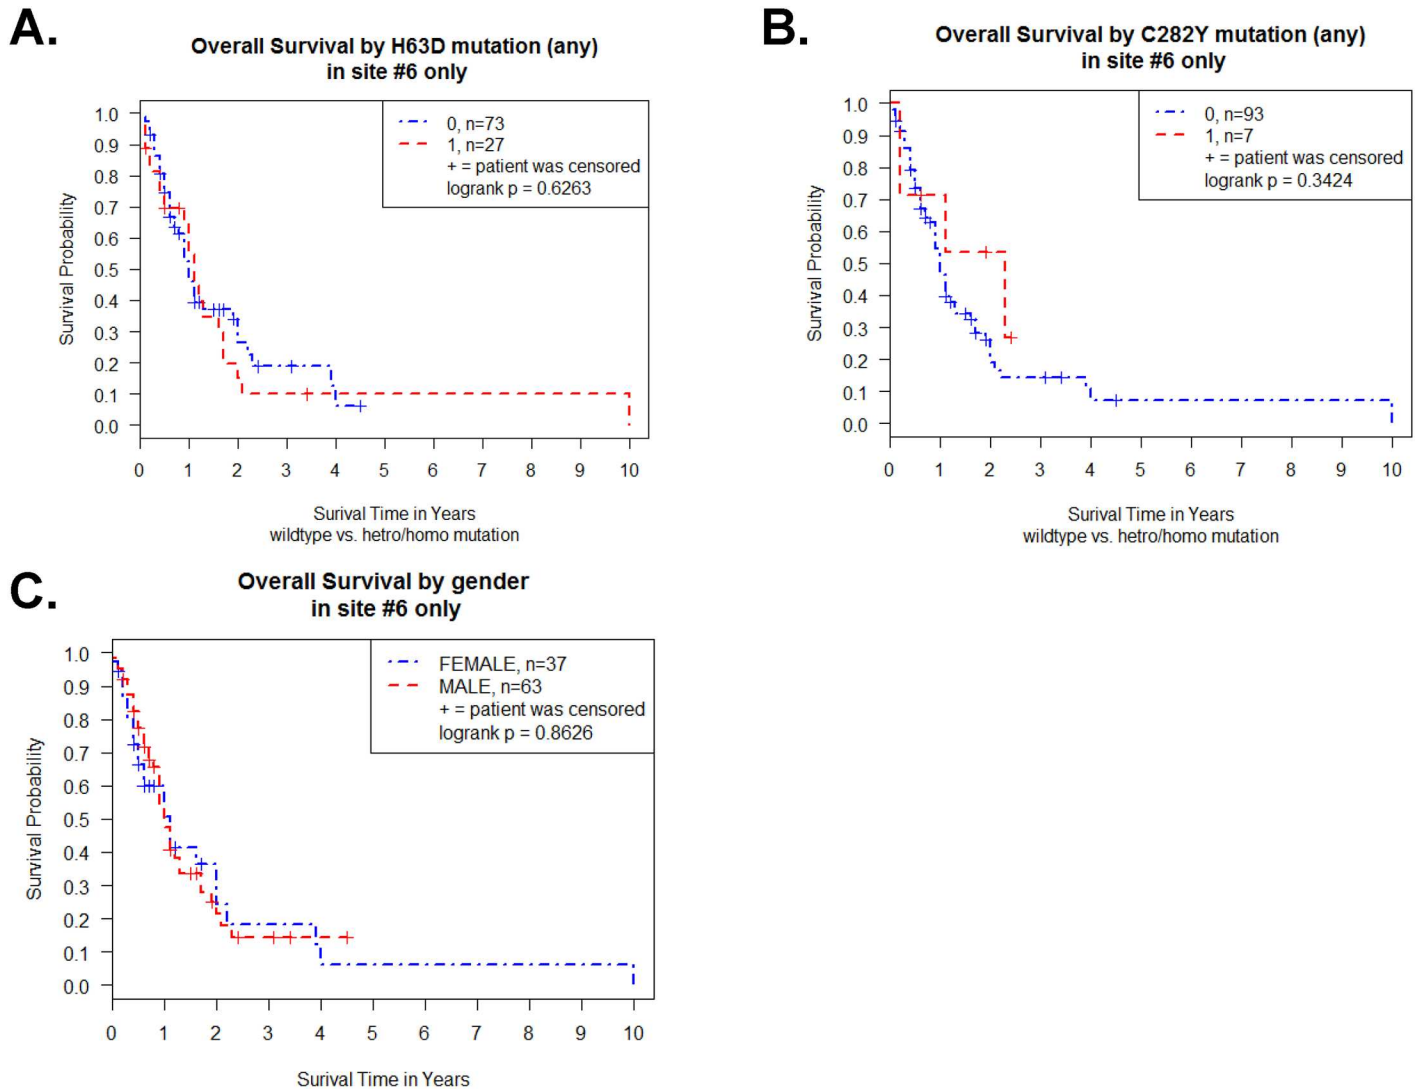 A.
Overall Survival by H63D mutation (any)
in site #6 only
0, n=73
1, n=27
+ = patient was censored
logrank p = 0.6263
Survival Probability
1.0
0.9
0.8
0.7
0.6
0.5
0.4
0.3
0.2
0.1
0.0
0 1 2 3 4 5 6 7 8 9 10
Surival Time in Years
wildtype vs. hetro/homo mutation
B.
Overall Survival by C282Y mutation (any)
in site #6 only
0, n=93
1, n=7
+ = patient was censored
logrank p = 0.3424
Survival Probability
1.0
0.9
0.8
0.7
0.6
0.5
0.4
0.3
0.2
0.1
0.0
0 1 2 3 4 5 6 7 8 9 10
Surival Time in Years
wildtype vs. hetro/homo mutation
C.
Overall Survival by gender
in site #6 only
FEMALE, n=37
MALE, n=63
+ = patient was censored
logrank p = 0.8626
Survival Probability
1.0
0.9
0.8
0.7
0.6
0.5
0.4
0.3
0.2
0.1
0.0
0 1 2 3 4 5 6 7 8 9 10
Surival Time in Years